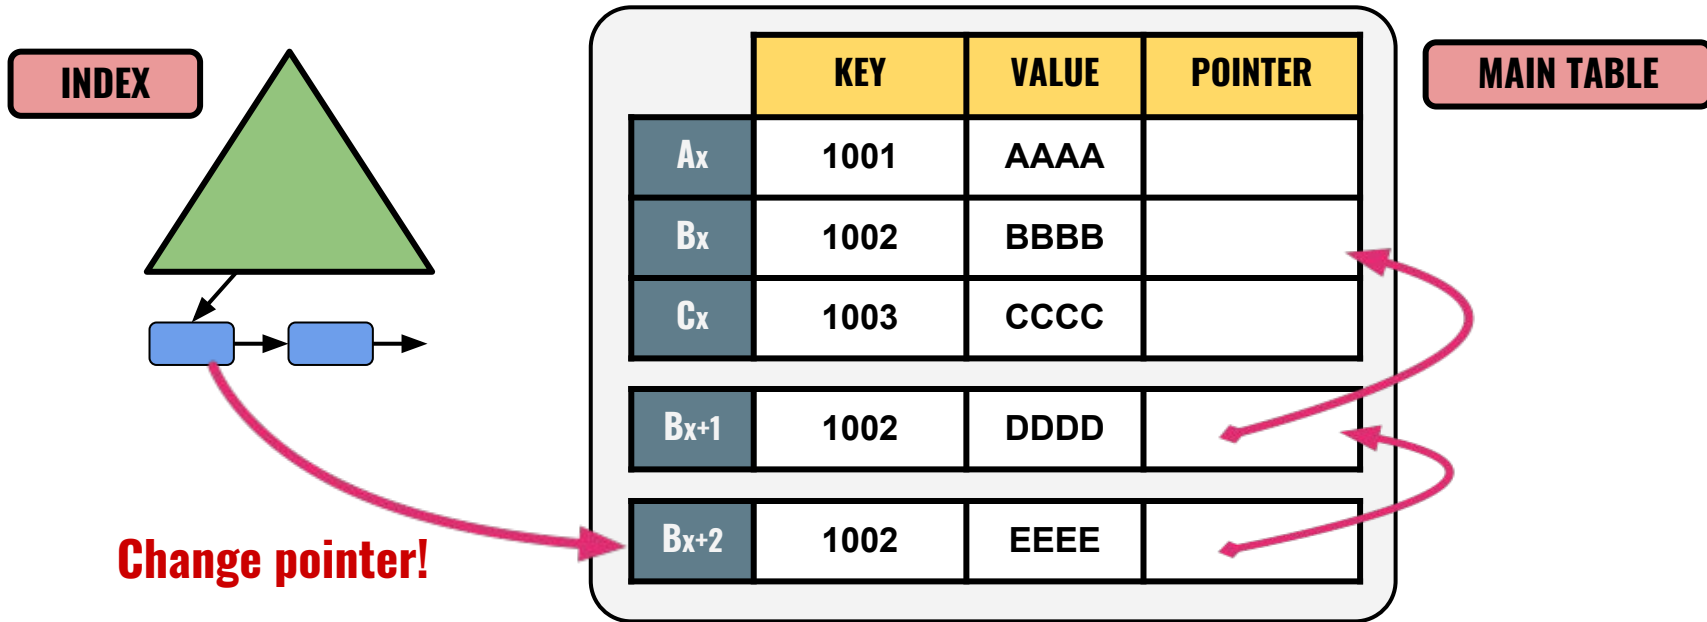 INDEX
MAIN TABLE
KEY VALUE POINTER
Ax 1001 AAAA
Bx 1002 BBBB
Cx 1003 CCCC
Bx+1 1002 DDDD
Bx+2 1002 EEEE
Change pointer!